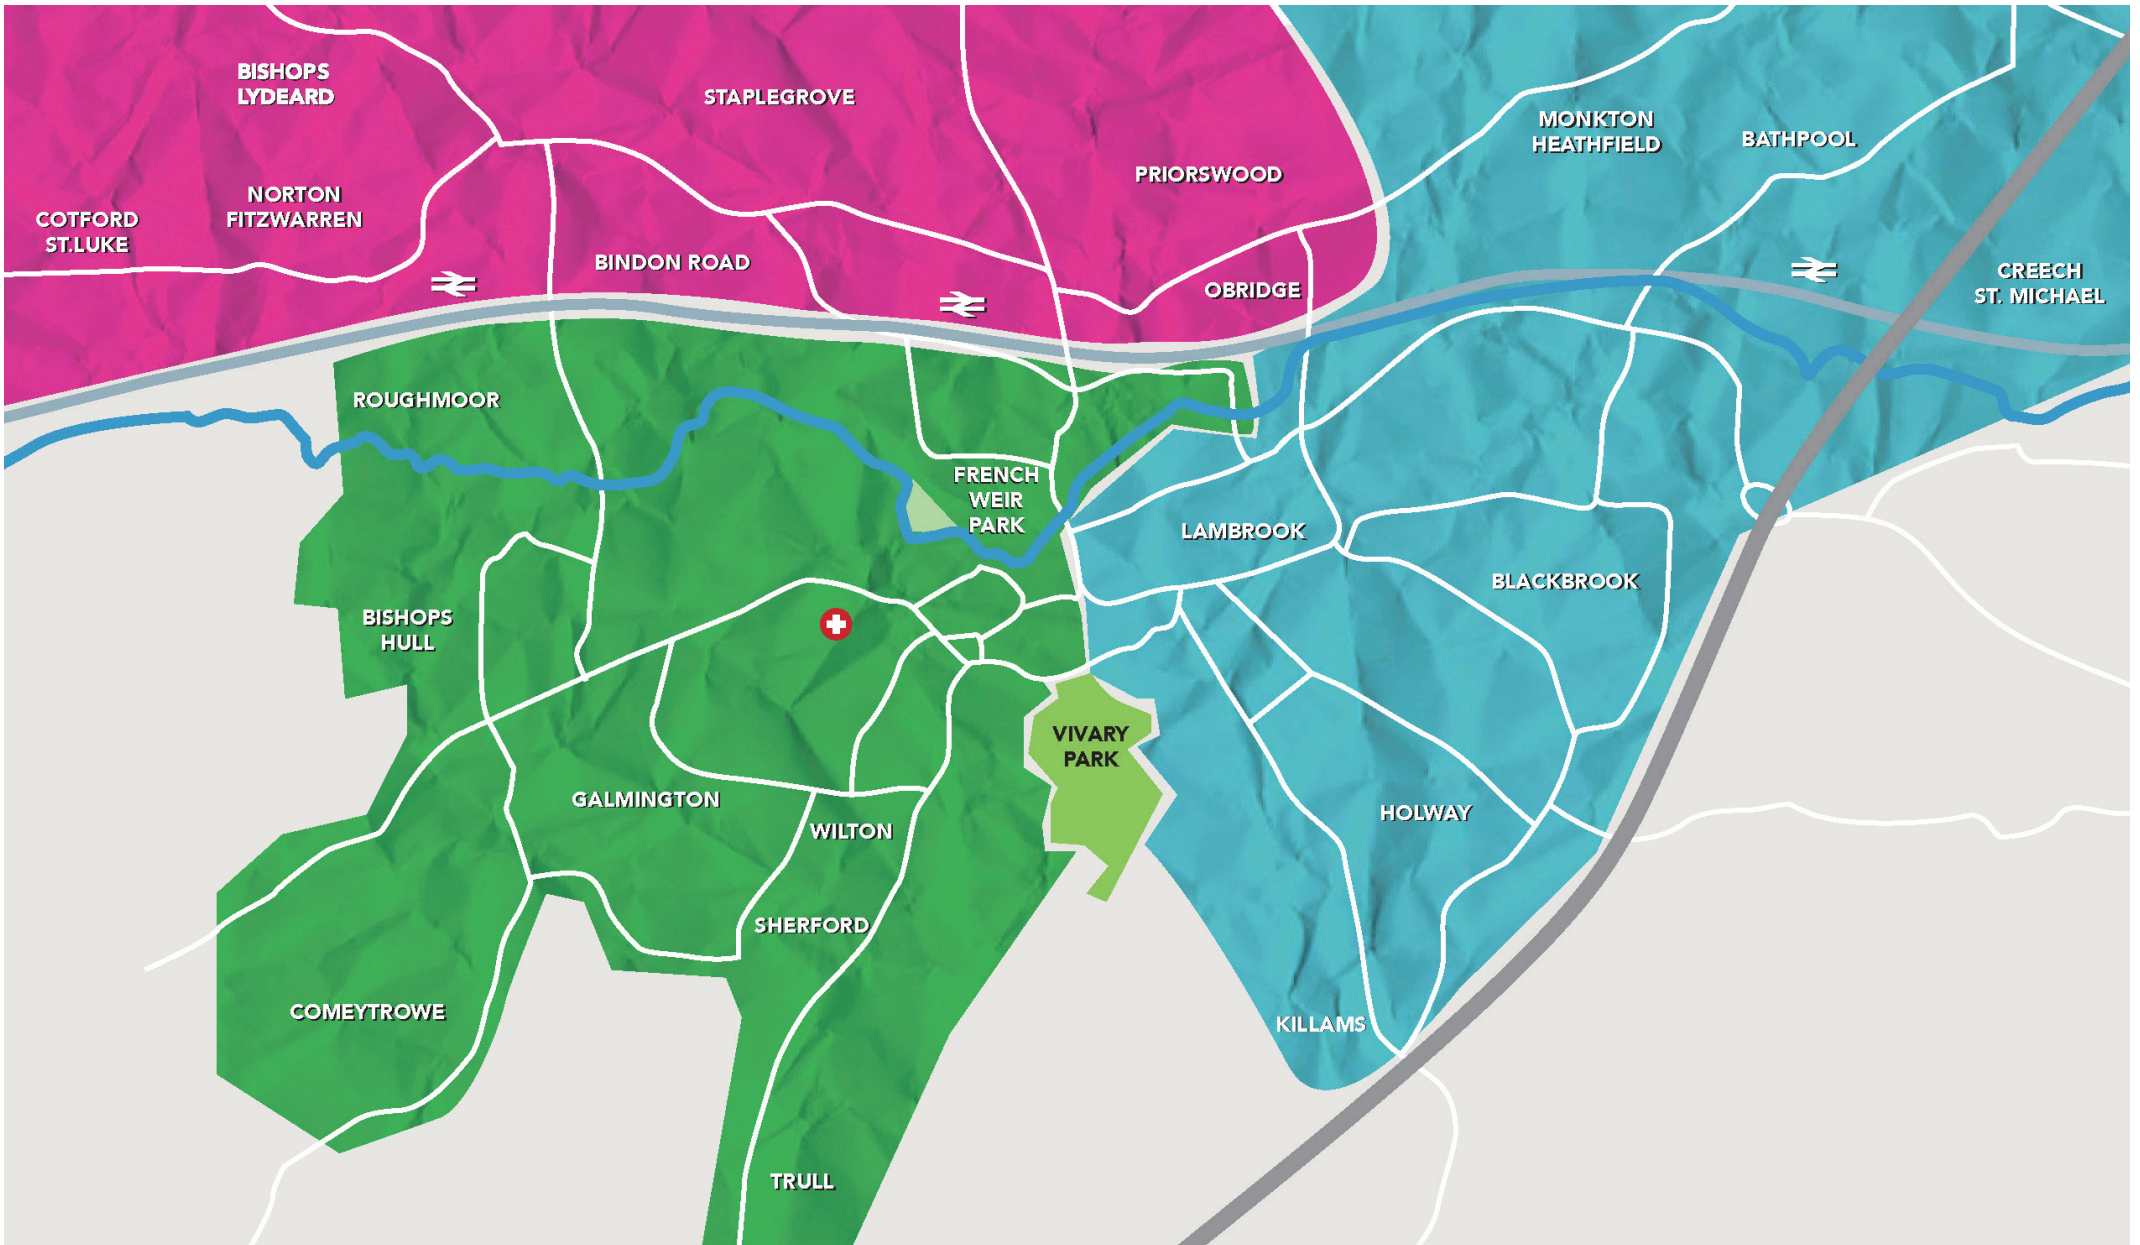 BISHOPS
LYDEARD
STAPLEGROVE
MONKTON
HEATHFIELD
BATHPOOL
PRIORSWOOD
NORTON
FITZWARREN
COTFORD
ST.LUKE
BINDON ROAD
OBRIDGE
CREECH
ST. MICHAEL
ROUGHMOOR
FRENCH
WEIR
PARK
LAMBROOK
BLACKBROOK
BISHOPS
HULL
VIVARY
PARK
GALMINGTON
WILTON
HOLWAY
SHERFORD
COMEYTROWE
KILLAMS
TRULL